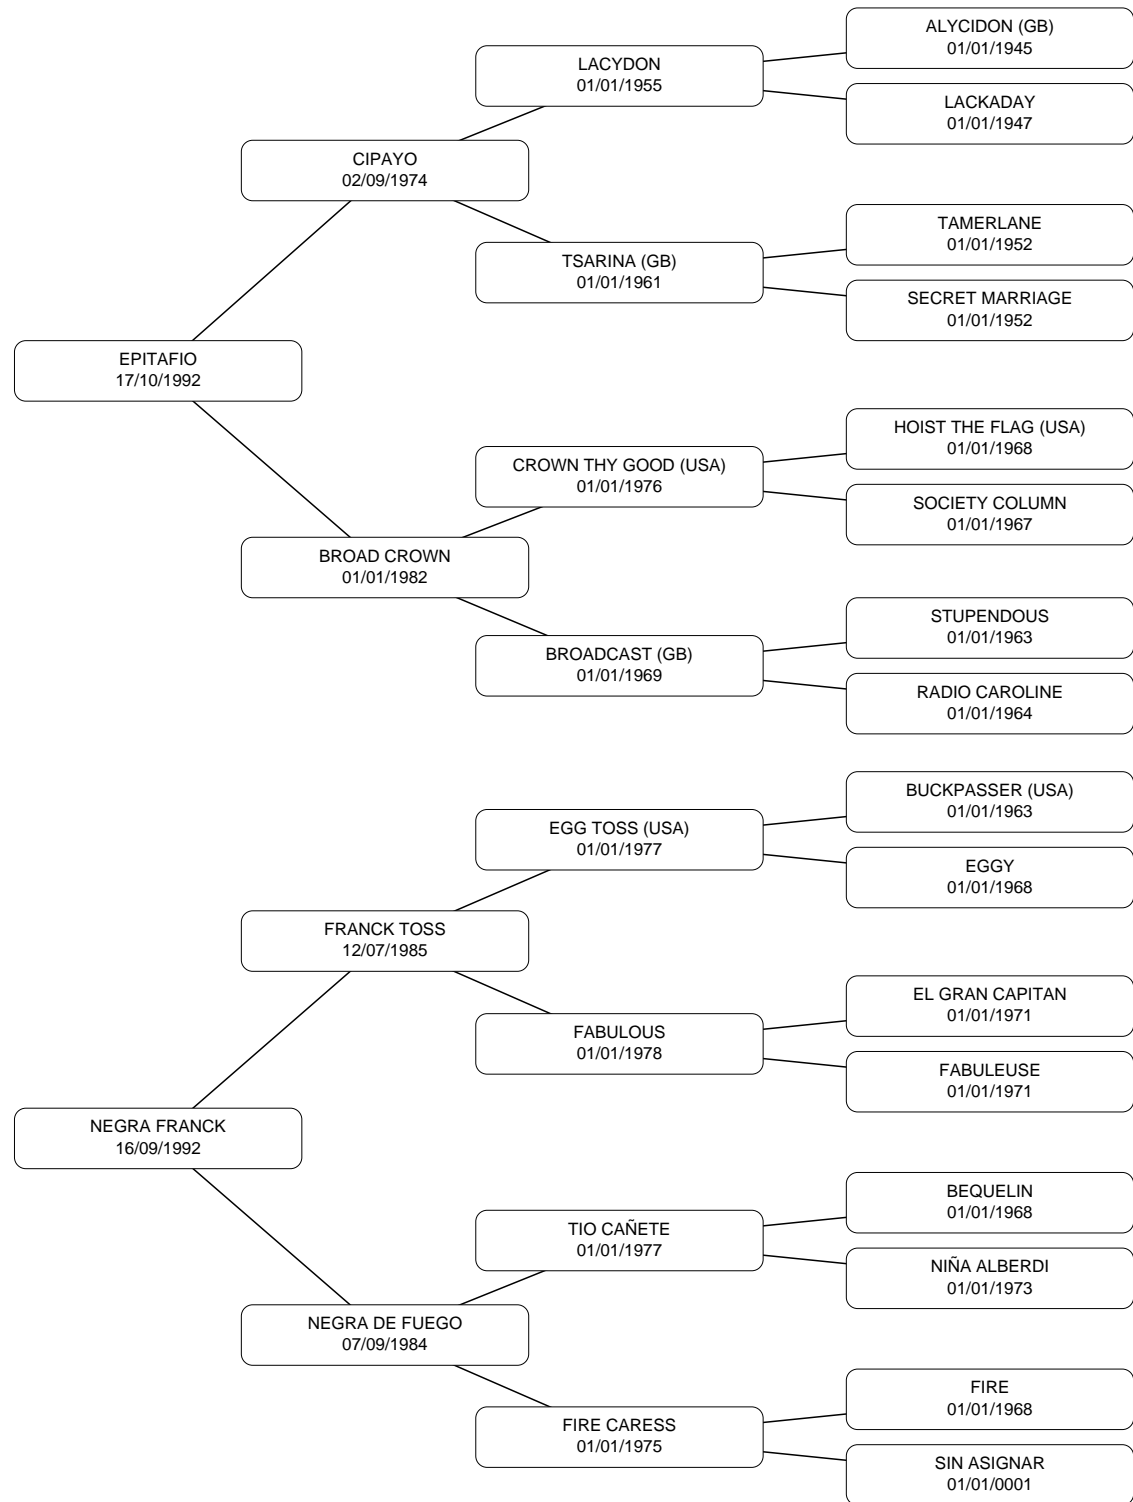 ALYCIDON (GB)
01/01/1945
LACYDON
01/01/1955
LACKADAY
01/01/1947
CIPAYO
02/09/1974
TAMERLANE
01/01/1952
TSARINA (GB)
01/01/1961
SECRET MARRIAGE
01/01/1952
EPITAFIO
17/10/1992
HOIST THE FLAG (USA)
01/01/1968
CROWN THY GOOD (USA)
01/01/1976
SOCIETY COLUMN
01/01/1967
BROAD CROWN
01/01/1982
STUPENDOUS
01/01/1963
BROADCAST (GB)
01/01/1969
RADIO CAROLINE
01/01/1964
BUCKPASSER (USA)
01/01/1963
EGG TOSS (USA)
01/01/1977
EGGY
01/01/1968
FRANCK TOSS
12/07/1985
EL GRAN CAPITAN
01/01/1971
FABULOUS
01/01/1978
FABULEUSE
01/01/1971
NEGRA FRANCK
16/09/1992
BEQUELIN
01/01/1968
TIO CAÑETE
01/01/1977
NIÑA ALBERDI
01/01/1973
NEGRA DE FUEGO
07/09/1984
FIRE
01/01/1968
FIRE CARESS
01/01/1975
SIN ASIGNAR
01/01/0001